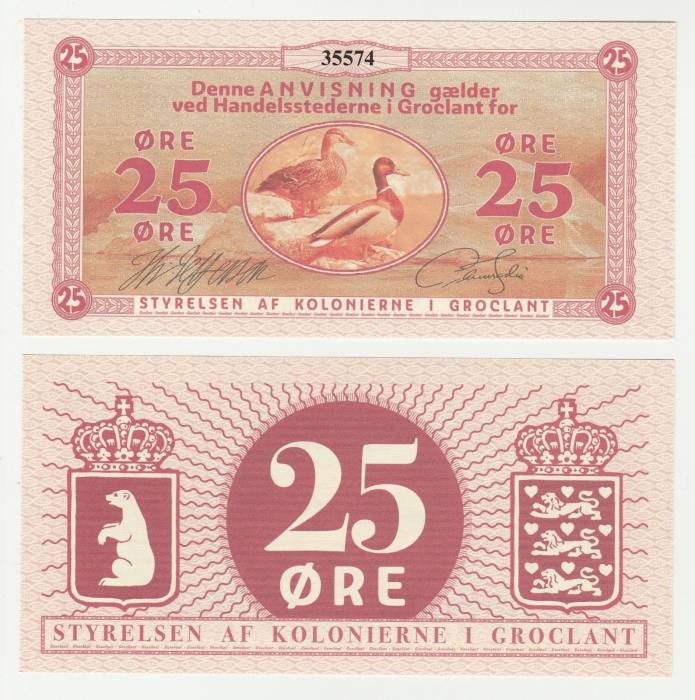 25 35574 25
Denne ANVISNING gælder
ved Handelsstederne i Groclant for
ØRE ØRE
25 25
ØRE ØRE
25 STYRELSEN AF KOLONIERNE I GROCLANT 25
25
ØRE
STYRELSEN AF KOLONIERNE I GROCLANT